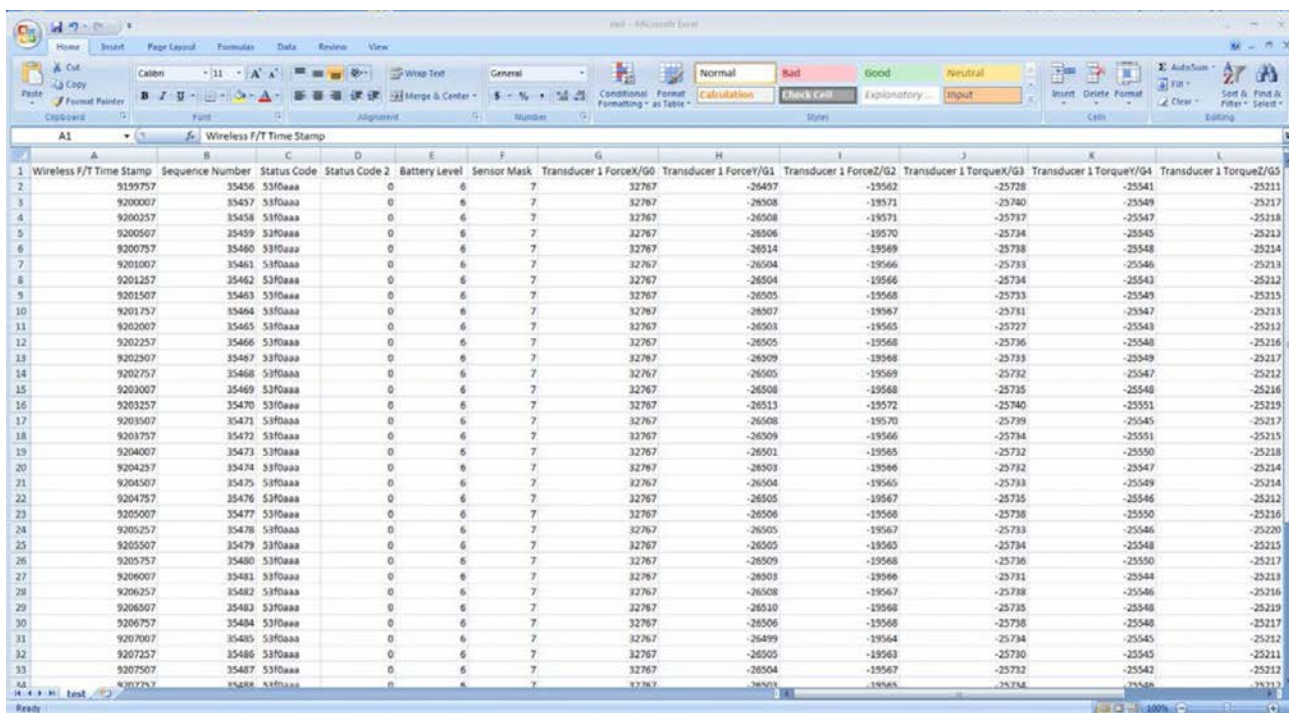 test - Microsoft Excel
Home Insert Page Layout Formulas Data Review View
Cut Calibri 11 Wrap Text General Normal Bad Good Neutral AutoSum
Copy Fill
Paste Format Painter B I U Merge & Center $ % , Conditional Formatting Format as Table Calculation Check Cell Explanatory ... Input Insert Delete Format Clear Sort & Filter Find & Select
Clipboard Font Alignment Number Styles Cells Editing
A1 fx Wireless F/T Time Stamp
A B C D E F G H I J K L
1 Wireless F/T Time Stamp Sequence Number Status Code Status Code 2 Battery Level Sensor Mask Transducer 1 ForceX/G0 Transducer 1 ForceY/G1 Transducer 1 ForceZ/G2 Transducer 1 TorqueX/G3 Transducer 1 TorqueY/G4 Transducer 1 TorqueZ/G5
2 9199757 35456 53f0aaa 0 6 7 32767 -26497 -19562 -25728 -25541 -25211
3 9200007 35457 53f0aaa 0 6 7 32767 -26508 -19571 -25740 -25549 -25217
4 9200257 35458 53f0aaa 0 6 7 32767 -26508 -19571 -25737 -25547 -25218
5 9200507 35459 53f0aaa 0 6 7 32767 -26506 -19570 -25734 -25545 -25213
6 9200757 35460 53f0aaa 0 6 7 32767 -26514 -19569 -25738 -25548 -25214
7 9201007 35461 53f0aaa 0 6 7 32767 -26504 -19566 -25733 -25546 -25213
8 9201257 35462 53f0aaa 0 6 7 32767 -26504 -19566 -25734 -25543 -25212
9 9201507 35463 53f0aaa 0 6 7 32767 -26505 -19568 -25733 -25549 -25215
10 9201757 35464 53f0aaa 0 6 7 32767 -26507 -19567 -25731 -25547 -25213
11 9202007 35465 53f0aaa 0 6 7 32767 -26503 -19565 -25727 -25543 -25212
12 9202257 35466 53f0aaa 0 6 7 32767 -26505 -19568 -25736 -25548 -25216
13 9202507 35467 53f0aaa 0 6 7 32767 -26509 -19568 -25733 -25549 -25217
14 9202757 35468 53f0aaa 0 6 7 32767 -26505 -19569 -25732 -25547 -25212
15 9203007 35469 53f0aaa 0 6 7 32767 -26508 -19568 -25735 -25548 -25216
16 9203257 35470 53f0aaa 0 6 7 32767 -26513 -19572 -25740 -25551 -25219
17 9203507 35471 53f0aaa 0 6 7 32767 -26508 -19570 -25739 -25545 -25217
18 9203757 35472 53f0aaa 0 6 7 32767 -26509 -19566 -25734 -25551 -25215
19 9204007 35473 53f0aaa 0 6 7 32767 -26501 -19565 -25732 -25550 -25218
20 9204257 35474 53f0aaa 0 6 7 32767 -26503 -19566 -25732 -25547 -25214
21 9204507 35475 53f0aaa 0 6 7 32767 -26504 -19565 -25733 -25549 -25214
22 9204757 35476 53f0aaa 0 6 7 32767 -26505 -19567 -25735 -25546 -25212
23 9205007 35477 53f0aaa 0 6 7 32767 -26506 -19568 -25738 -25550 -25216
24 9205257 35478 53f0aaa 0 6 7 32767 -26505 -19567 -25733 -25546 -25220
25 9205507 35479 53f0aaa 0 6 7 32767 -26505 -19565 -25734 -25548 -25215
26 9205757 35480 53f0aaa 0 6 7 32767 -26509 -19568 -25736 -25550 -25217
27 9206007 35481 53f0aaa 0 6 7 32767 -26503 -19566 -25731 -25544 -25213
28 9206257 35482 53f0aaa 0 6 7 32767 -26508 -19567 -25738 -25546 -25216
29 9206507 35483 53f0aaa 0 6 7 32767 -26510 -19568 -25735 -25548 -25219
30 9206757 35484 53f0aaa 0 6 7 32767 -26506 -19568 -25738 -25548 -25217
31 9207007 35485 53f0aaa 0 6 7 32767 -26499 -19564 -25734 -25545 -25212
32 9207257 35486 53f0aaa 0 6 7 32767 -26505 -19563 -25730 -25545 -25211
33 9207507 35487 53f0aaa 0 6 7 32767 -26504 -19567 -25732 -25542 -25212
34 9207757 35488 53f0aaa 0 6 7 32767 -26503 -19565 -25734 -25546 -25212
test
Ready 100%